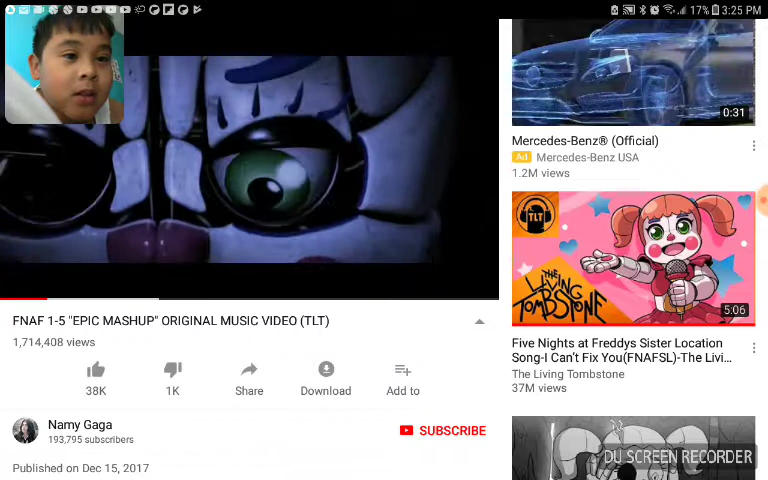 17% 3:25 PM
0:31
Mercedes-Benz® (Official)
Ad Mercedes-Benz USA
1.2M views
TLT
THE
LIVING
TOMBSTONE
5:06
Five Nights at Freddys Sister Location
Song-I Can't Fix You(FNAFSL)-The Livi...
The Living Tombstone
37M views
FNAF 1-5 "EPIC MASHUP" ORIGINAL MUSIC VIDEO (TLT)
1,714,408 views
38K 1K Share Download Add to
Namy Gaga
193,795 subscribers
SUBSCRIBE
Published on Dec 15, 2017
DU SCREEN RECORDER